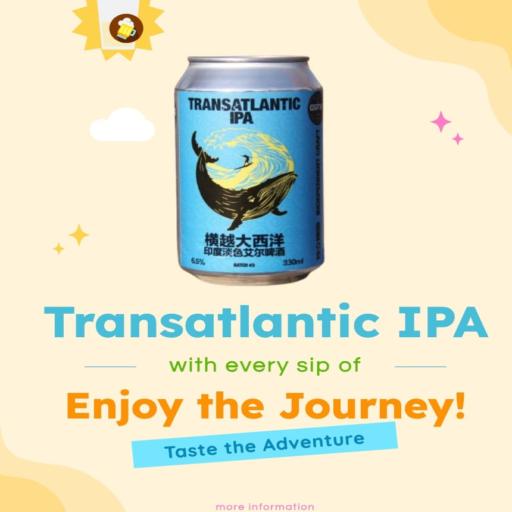 TRANSATLANTIC
IPA
横越大西洋
印度淡色艾尔啤酒
6.5%
BATCH #3
330ml
Transatlantic IPA
with every sip of
Enjoy the Journey!
Taste the Adventure
more information